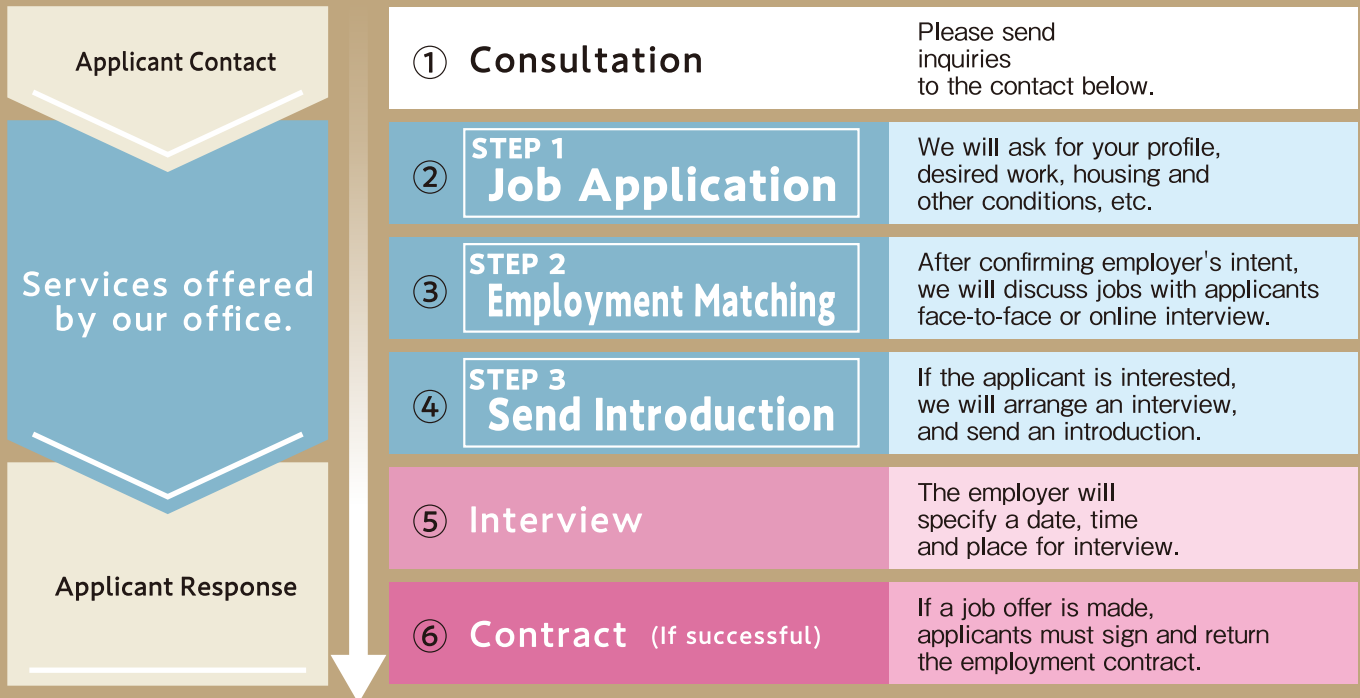 Applicant Contact
① Consultation
Please send
inquiries
to the contact below.
Services offered
by our office.
② STEP 1
Job Application
We will ask for your profile,
desired work, housing and
other conditions, etc.
③ STEP 2
Employment Matching
After confirming employer's intent,
we will discuss jobs with applicants
face-to-face or online interview.
④ STEP 3
Send Introduction
If the applicant is interested,
we will arrange an interview,
and send an introduction.
Applicant Response
⑤ Interview
The employer will
specify a date, time
and place for interview.
⑥ Contract (If successful)
If a job offer is made,
applicants must sign and return
the employment contract.